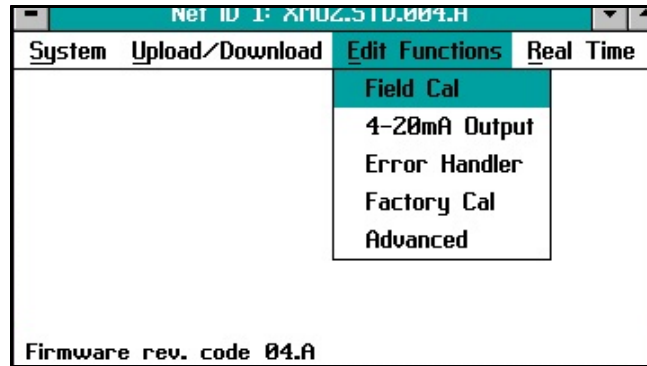 Net ID 1: XMO2.STD.004.A
System Upload/Download Edit Functions Real Time
Field Cal
4-20mA Output
Error Handler
Factory Cal
Advanced
Firmware rev. code 04.A